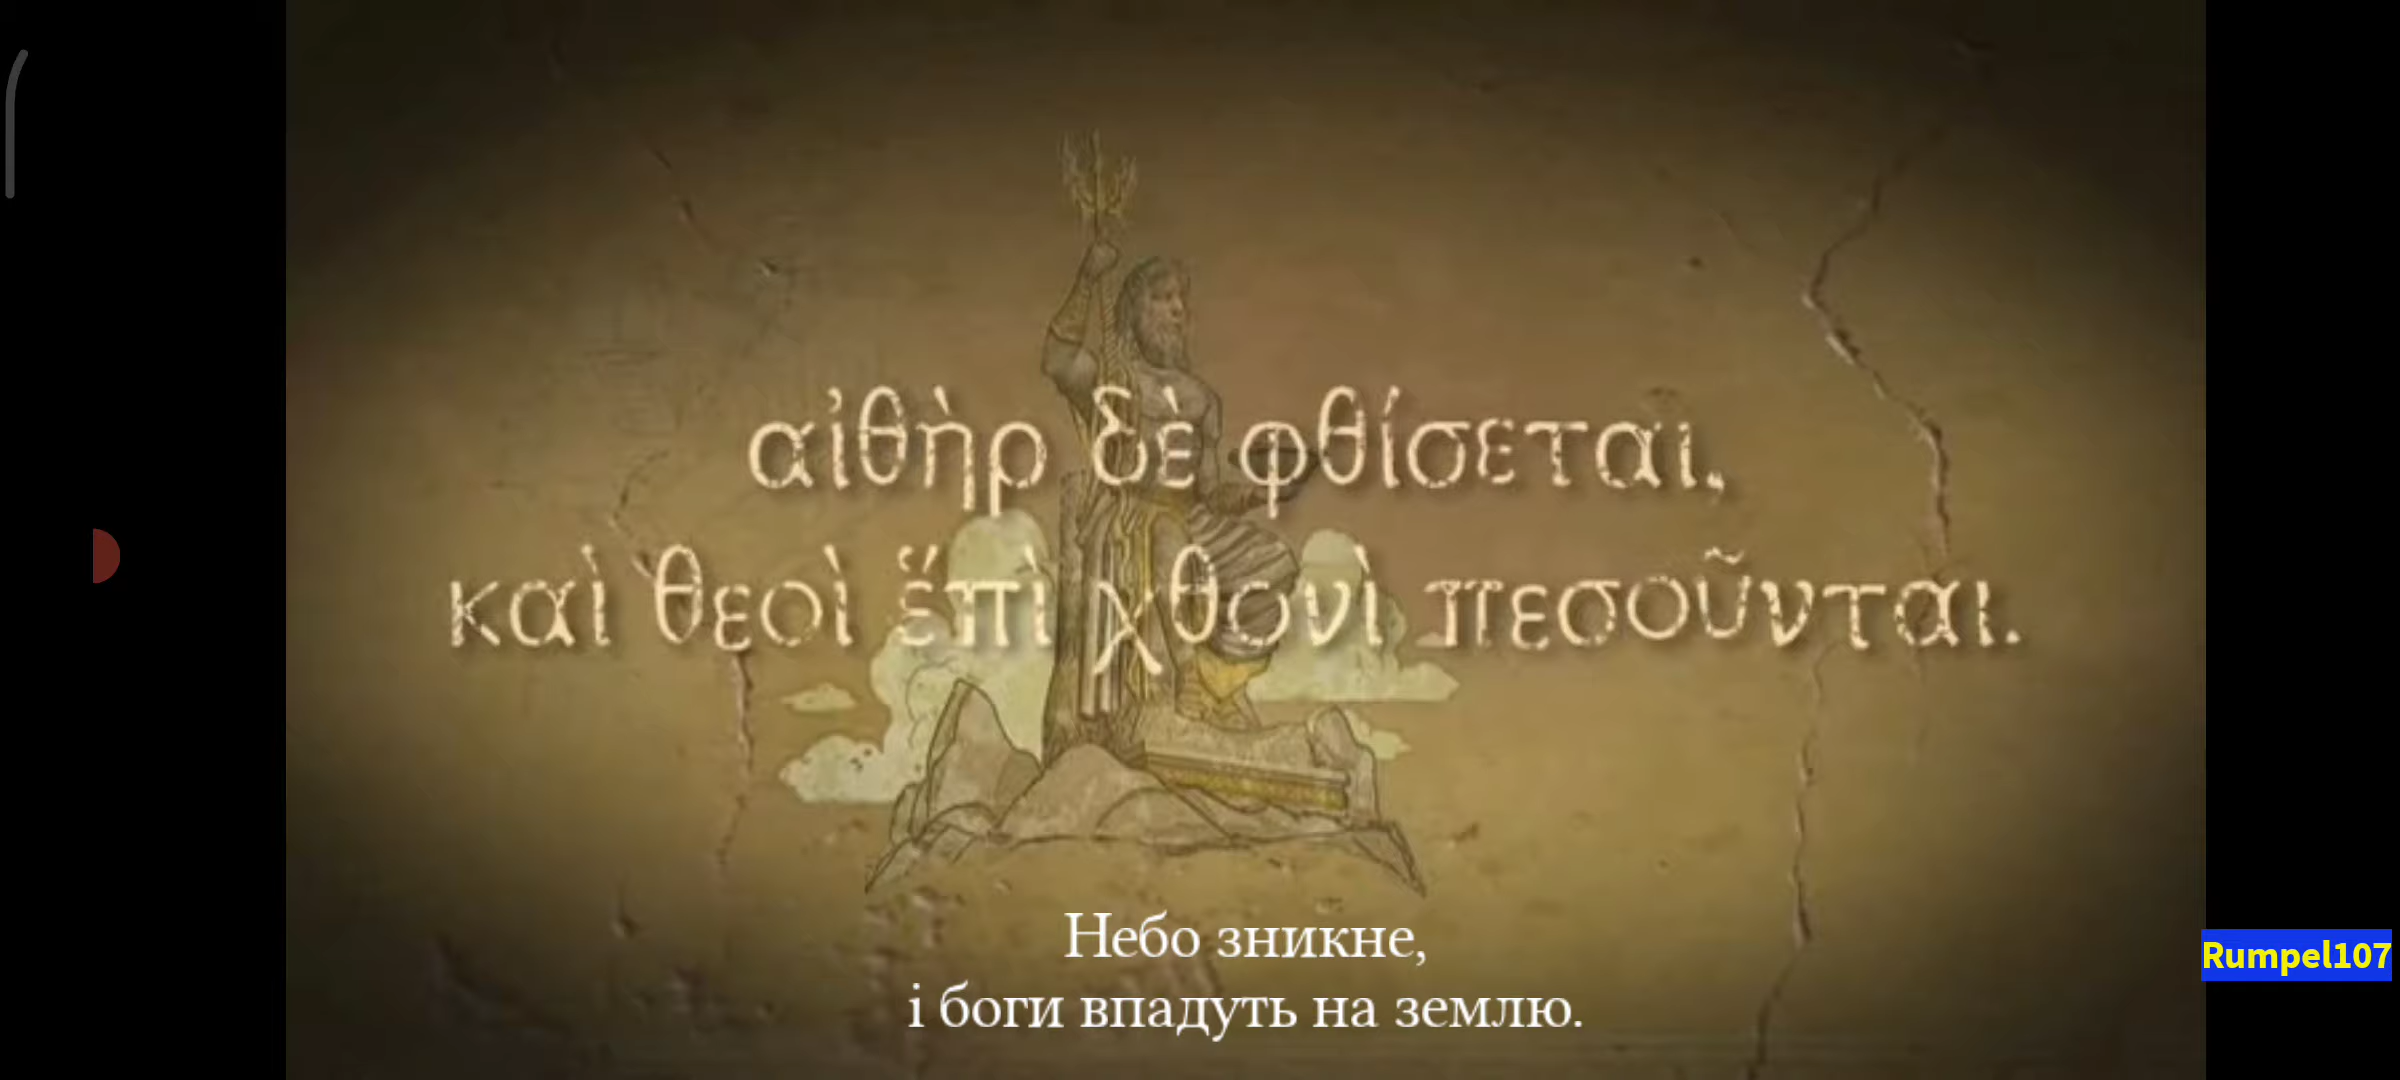 αἰθὴρ δὲ φθίσεται,
καὶ θεοὶ ἔπὶ χθονὶ πεσοῦνται.
Небо зникне,
і боги впадуть на землю.
Rumpel107